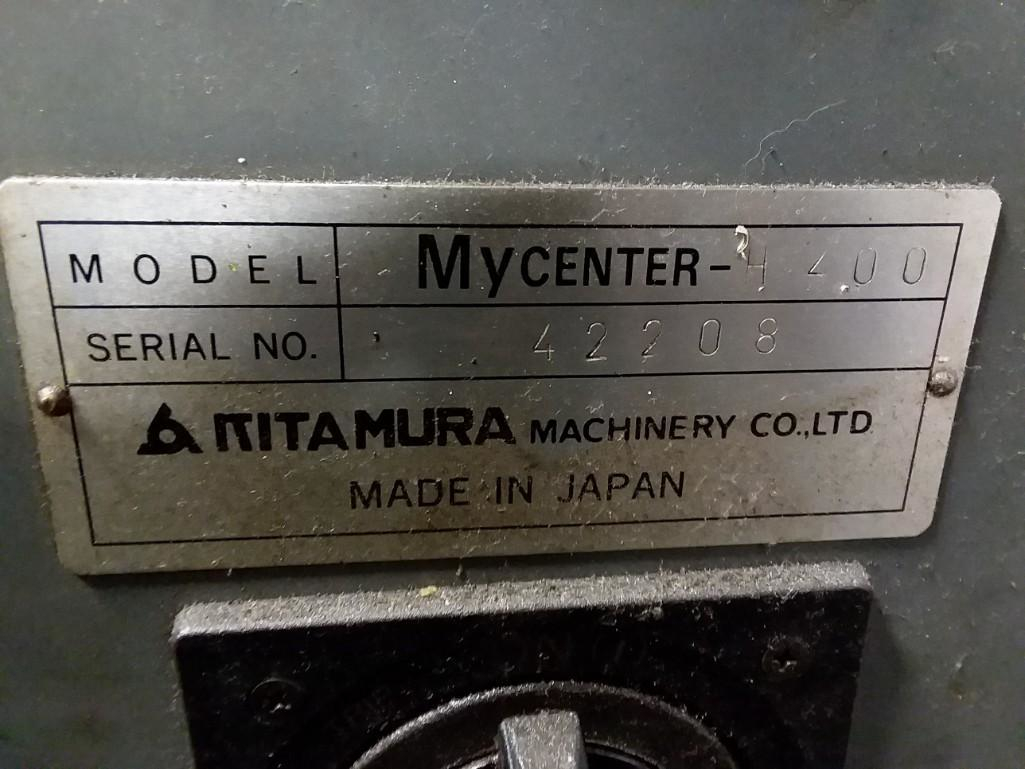 MODEL MyCENTER-H400
SERIAL NO. 42208
KITAMURA MACHINERY CO.,LTD
MADE IN JAPAN